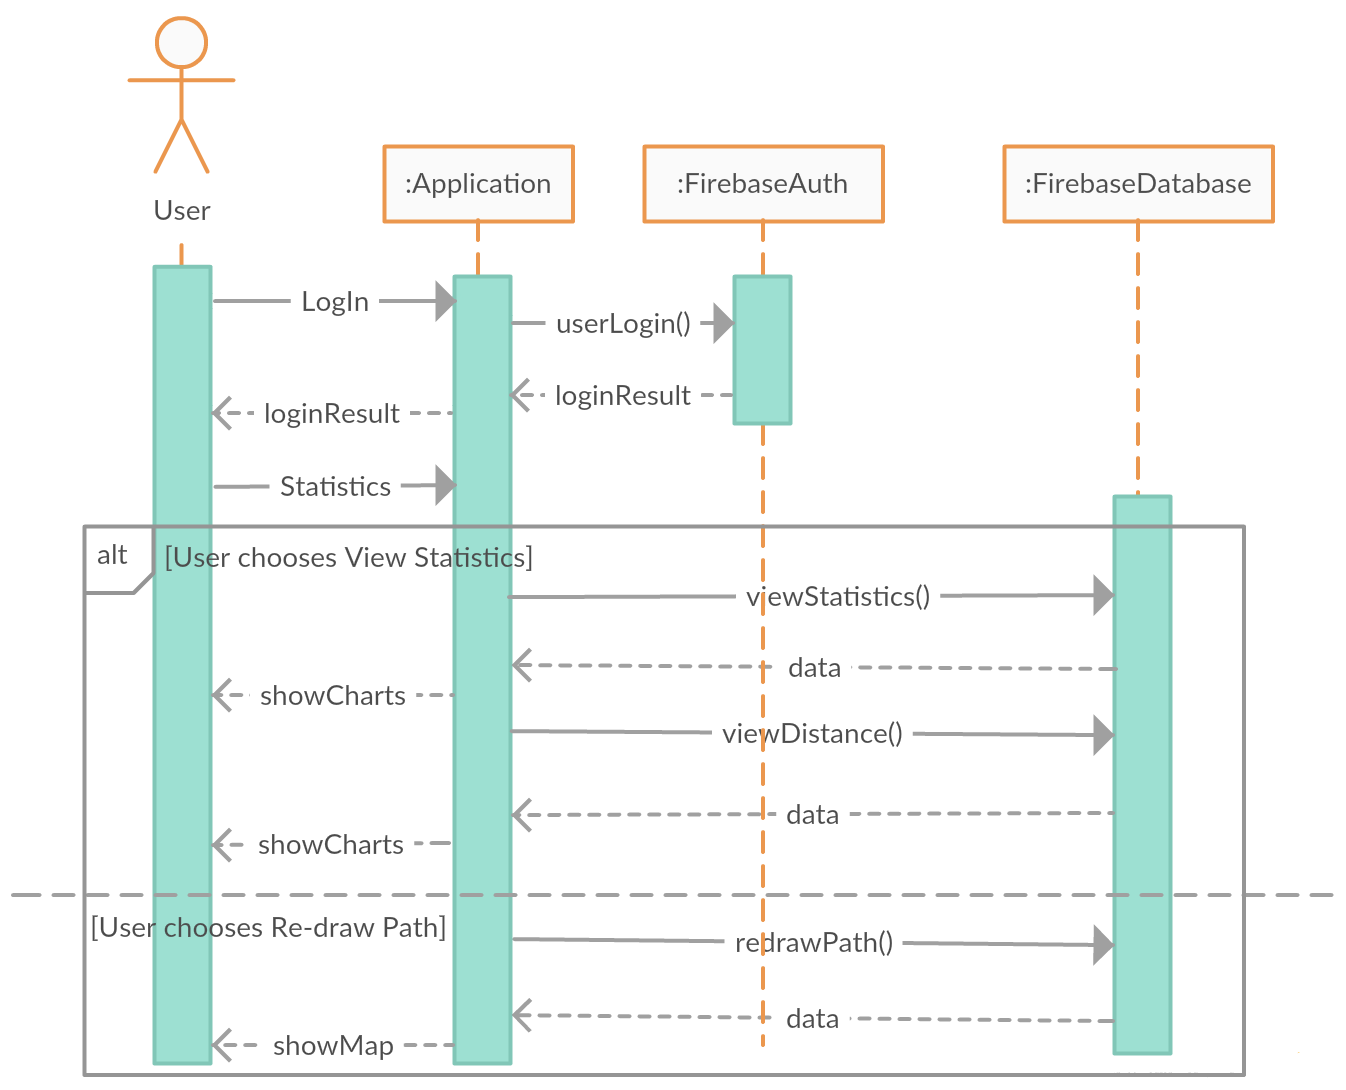 User
:Application
:FirebaseAuth
:FirebaseDatabase
LogIn
userLogin()
loginResult
loginResult
Statistics
alt
[User chooses View Statistics]
viewStatistics()
data
showCharts
viewDistance()
data
showCharts
[User chooses Re-draw Path]
redrawPath()
data
showMap